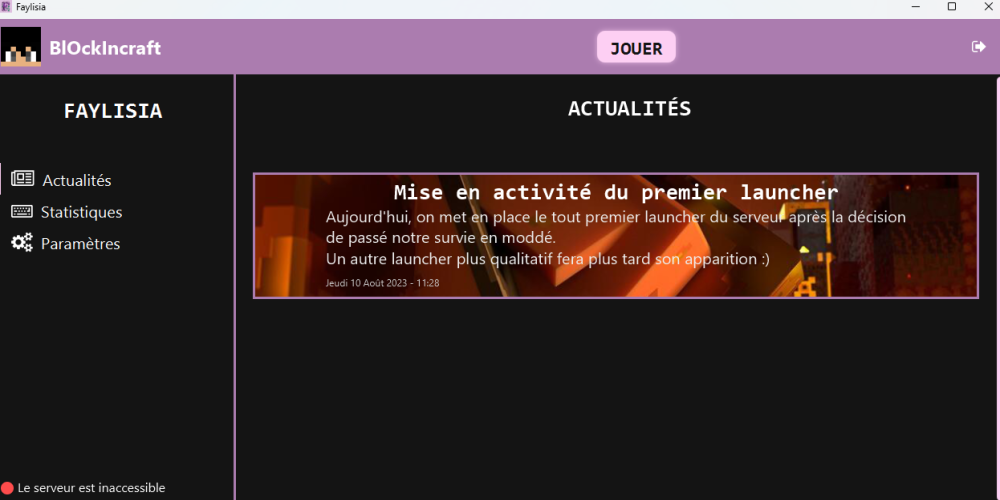 Faylisia
BlOckIncraft
JOUER
FAYLISIA
ACTUALITÉS
Actualités
Statistiques
Paramètres
Mise en activité du premier launcher
Aujourd'hui, on met en place le tout premier launcher du serveur après la décision
de passé notre survie en moddé.
Un autre launcher plus qualitatif fera plus tard son apparition :)
Jeudi 10 Août 2023 - 11:28
Le serveur est inaccessible